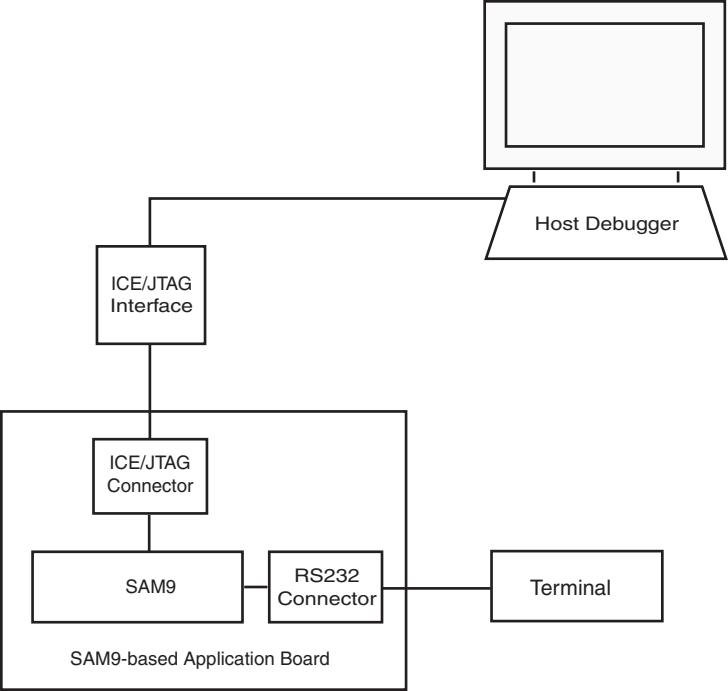 Host Debugger
ICE/JTAG
Interface
ICE/JTAG
Connector
SAM9
RS232
Connector
Terminal
SAM9-based Application Board